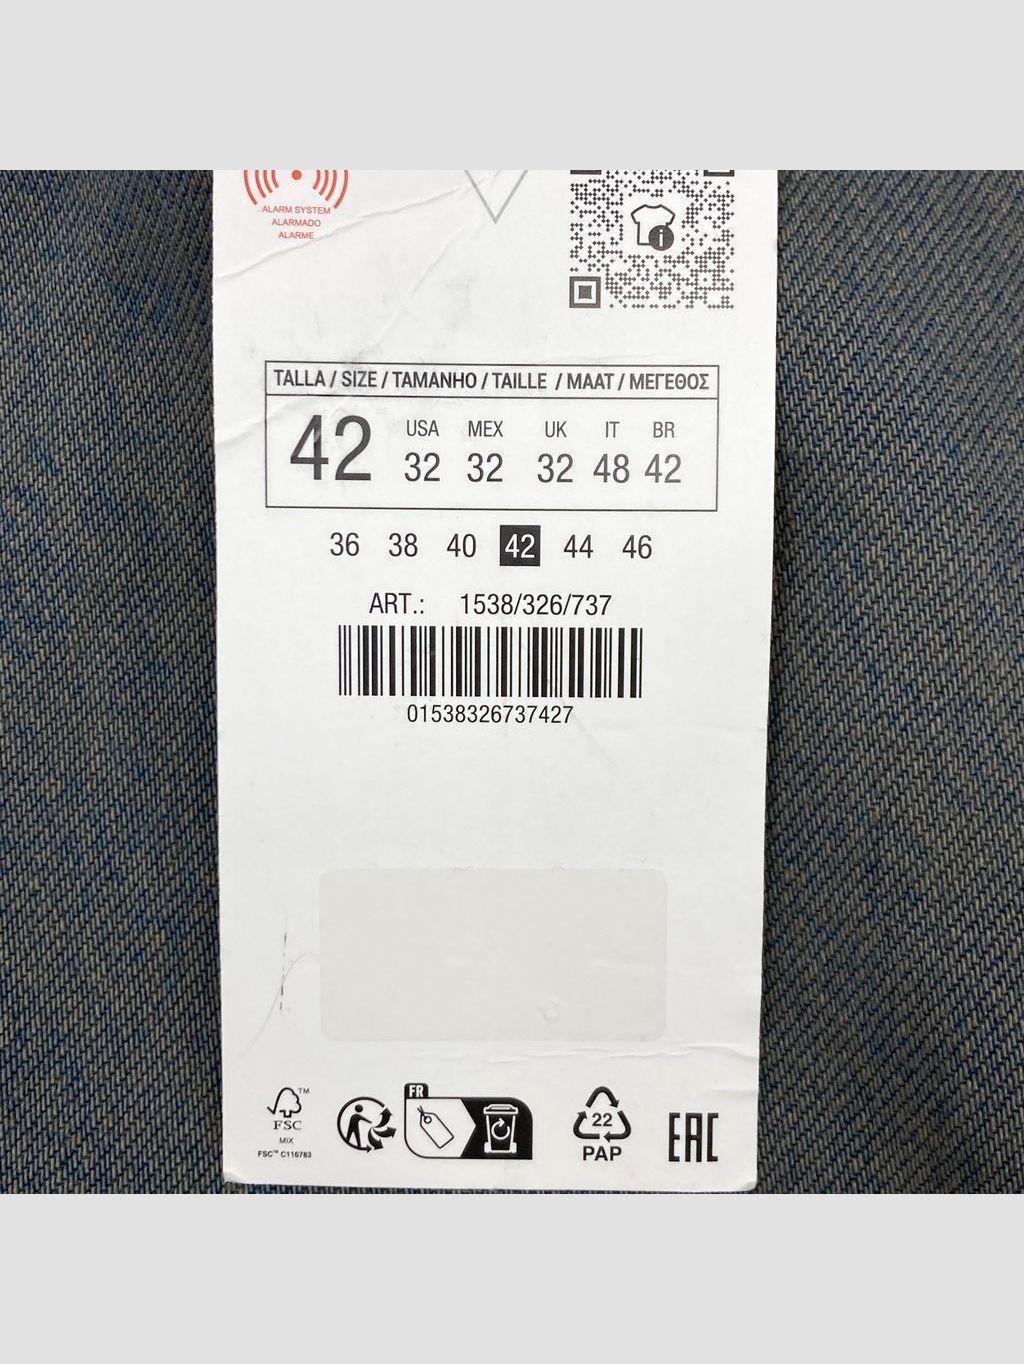 ALARM SYSTEM
ALARMADO
ALARME
i
TALLA / SIZE / TAMANHO / TAILLE / MAAT / ΜΕΓΕΘΟΣ
42 USA MEX UK IT BR
32 32 32 48 42
36 38 40 42 44 46
ART.: 1538/326/737
01538326737427
FSC™
MIX
FSC™ C116783
FR
22
PAP
EAC